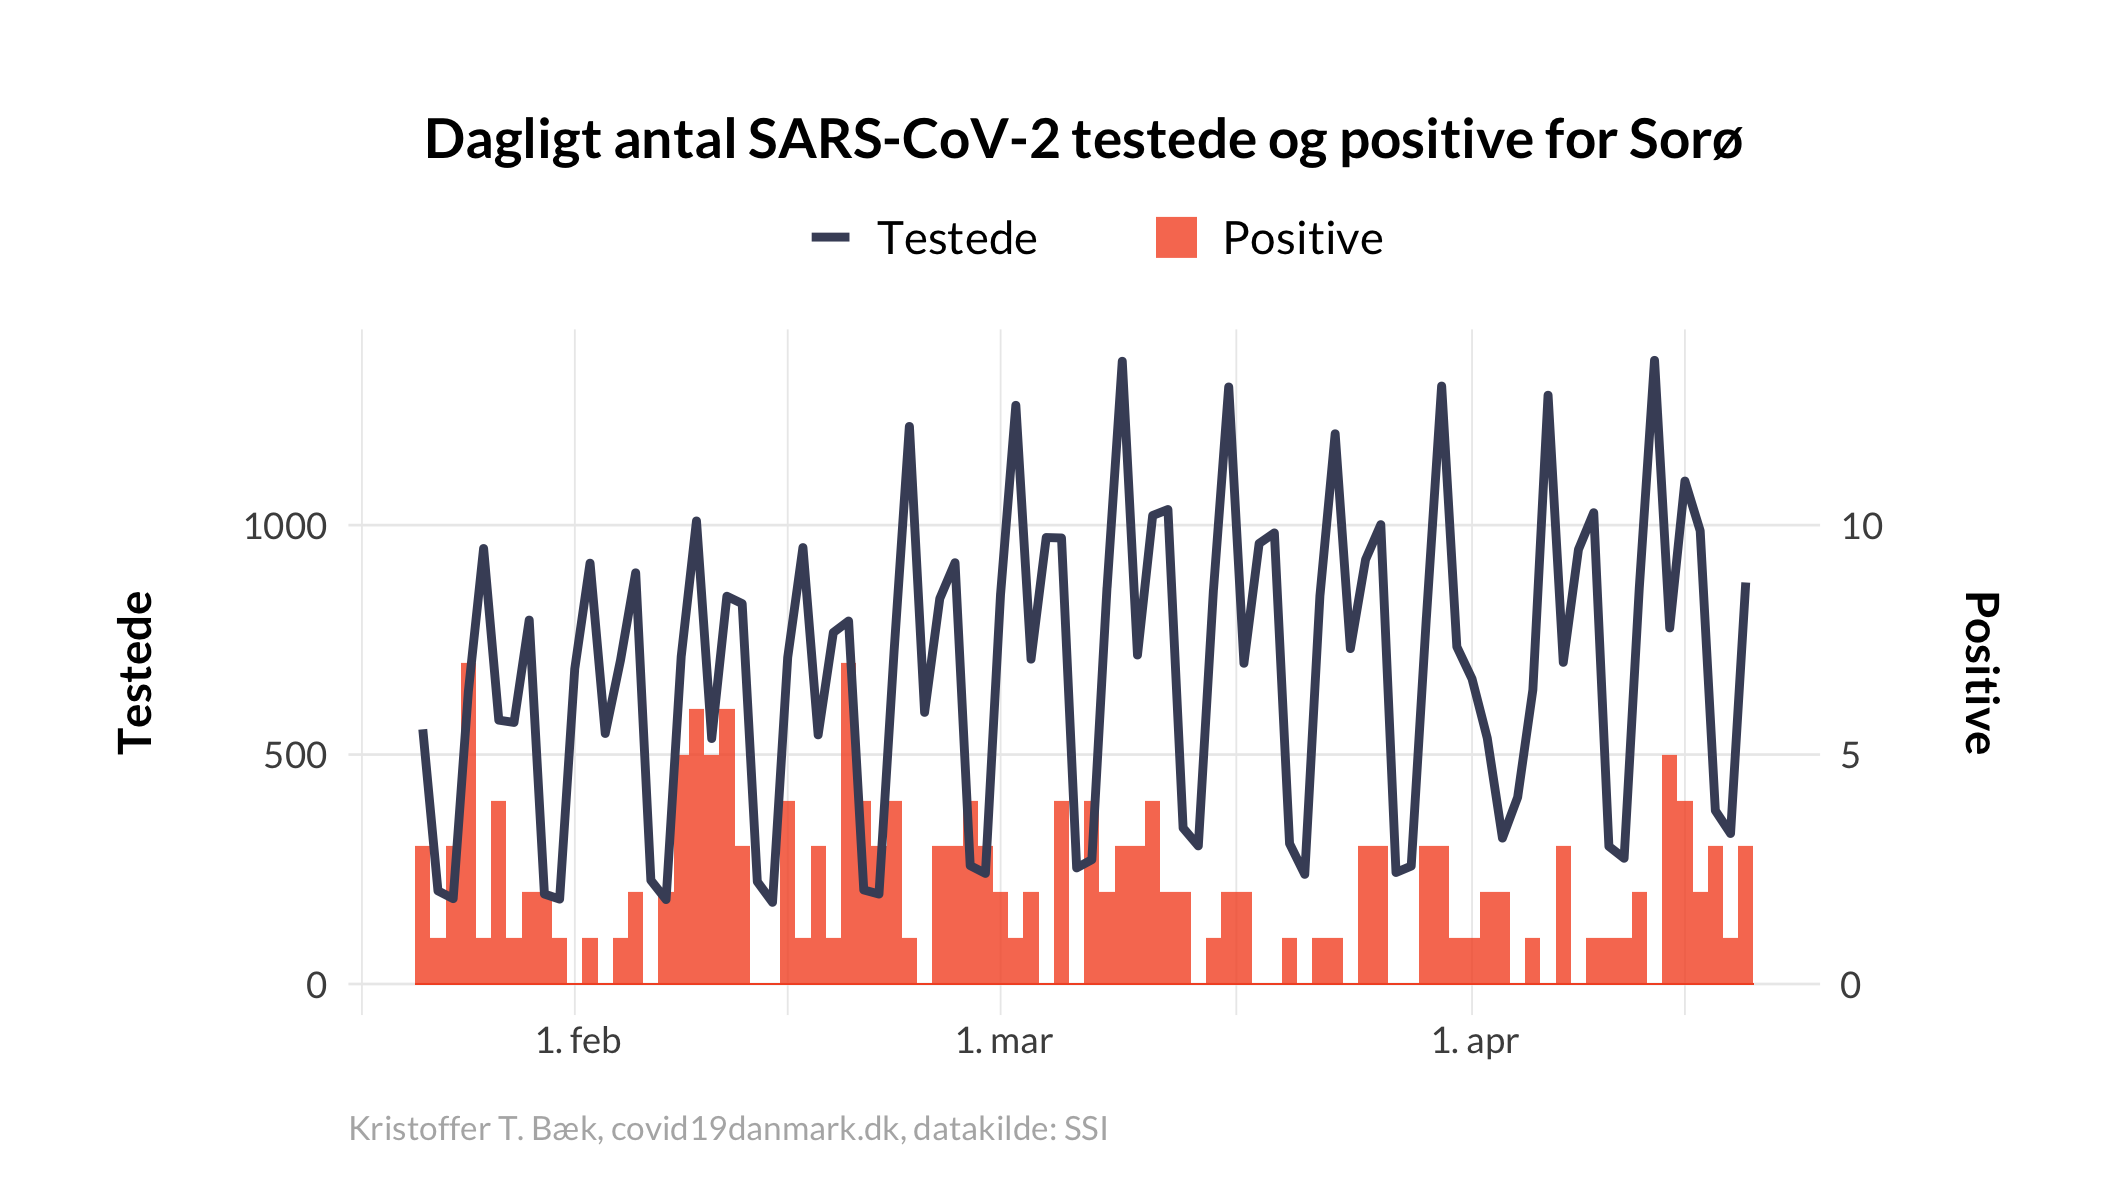 Dagligt antal SARS-CoV-2 testede og positive for Sorø
Testede
Positive
1000
500
0
10
5
0
Testede
Positive
1. feb
1. mar
1. apr
Kristoffer T. Bæk, covid19danmark.dk, datakilde: SSI